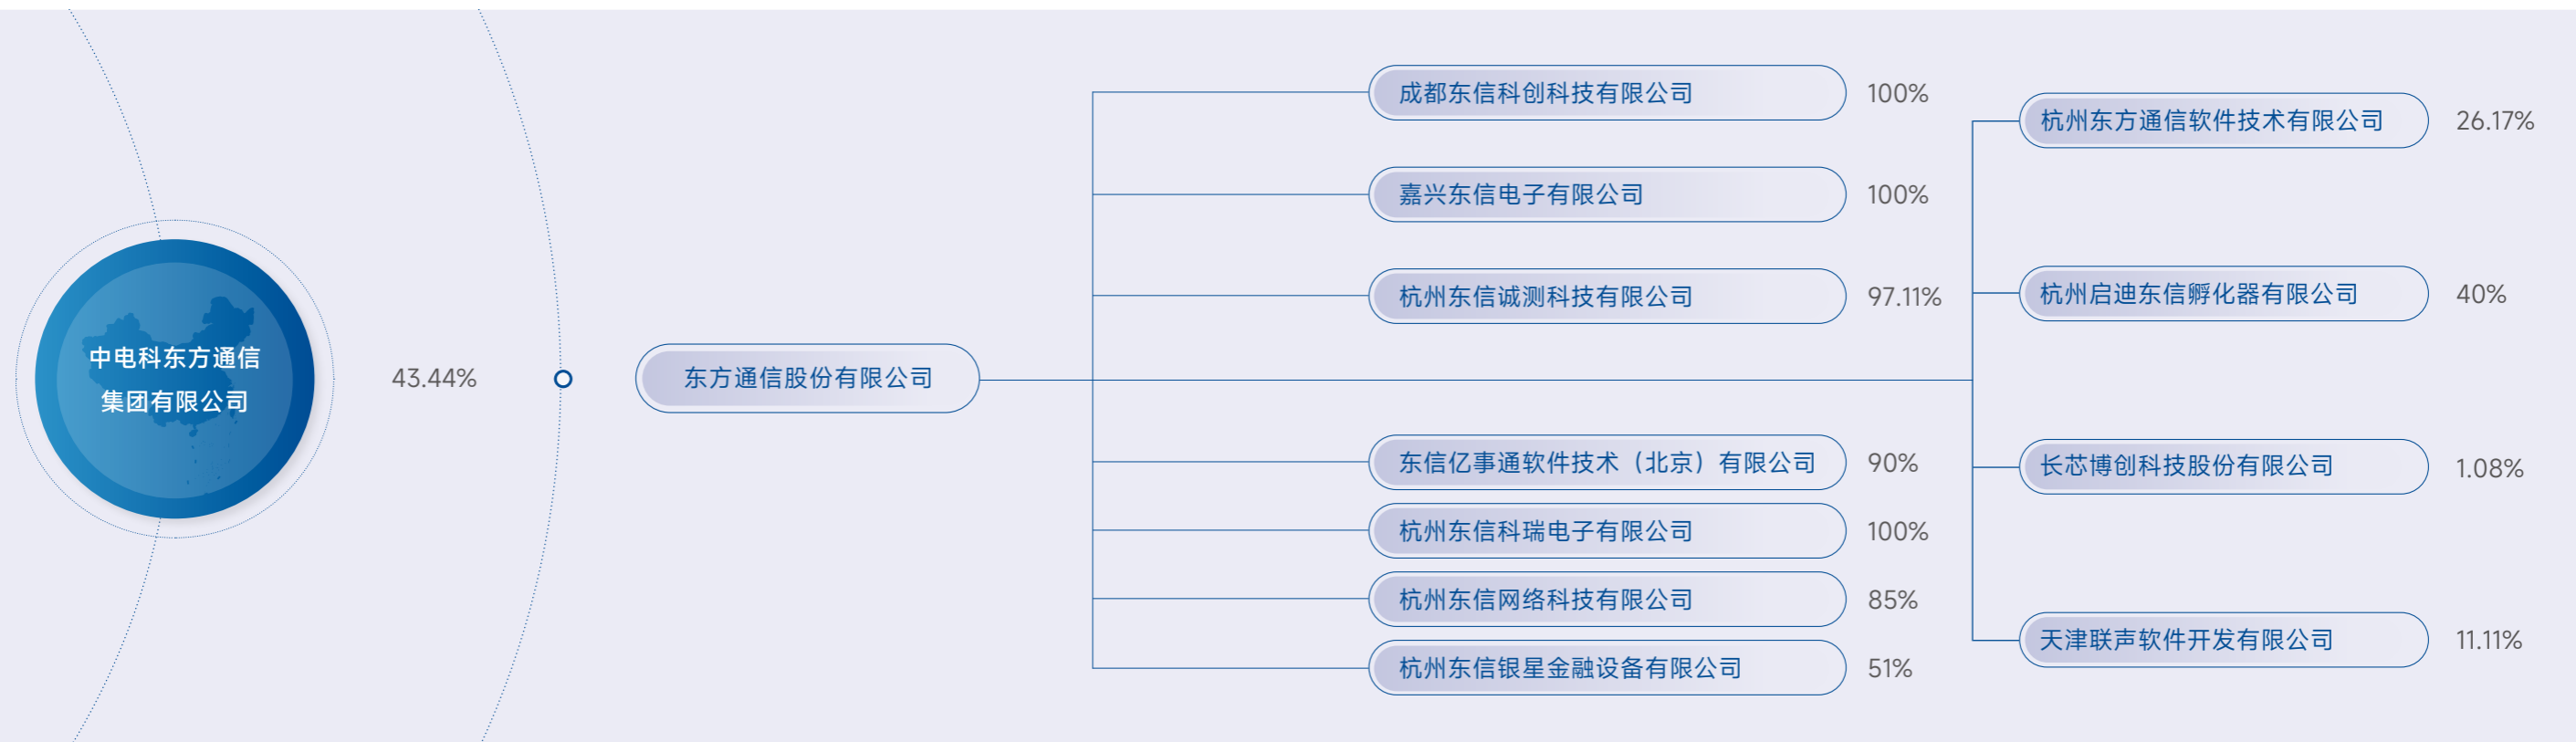 中电科东方通信
集团有限公司
43.44%
东方通信股份有限公司
成都东信科创科技有限公司 100%
嘉兴东信电子有限公司 100%
杭州东信诚测科技有限公司 97.11%
东信亿事通软件技术（北京）有限公司 90%
杭州东信科瑞电子有限公司 100%
杭州东信网络科技有限公司 85%
杭州东信银星金融设备有限公司 51%
杭州东方通信软件技术有限公司 26.17%
杭州启迪东信孵化器有限公司 40%
长芯博创科技股份有限公司 1.08%
天津联声软件开发有限公司 11.11%